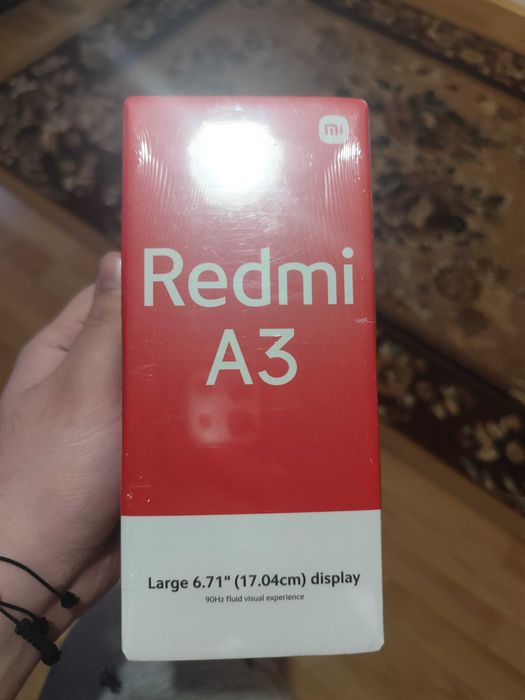 mi
Redmi
A3
Large 6.71" (17.04cm) display
90Hz fluid visual experience